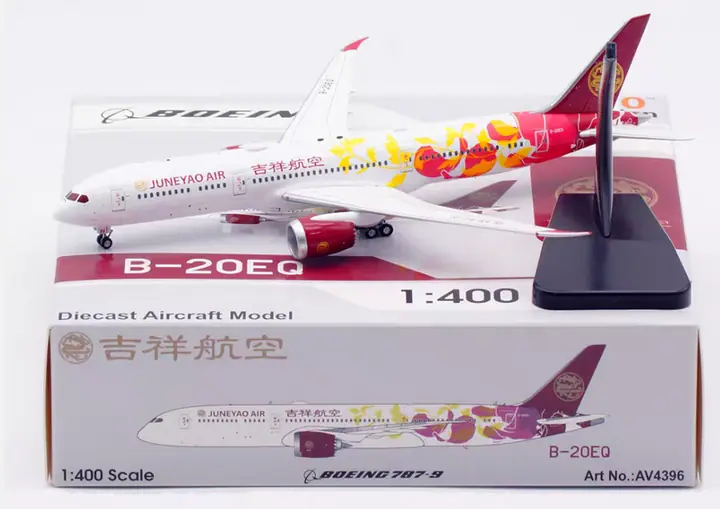 BOEIN
JUNEYAO AIR
吉祥航空
B-20EQ
1:400
Diecast Aircraft Model
吉祥航空
JUNEYAO AIR
吉祥航空
B-20EQ
1:400 Scale
BOEING 787-9
Art No.:AV4396